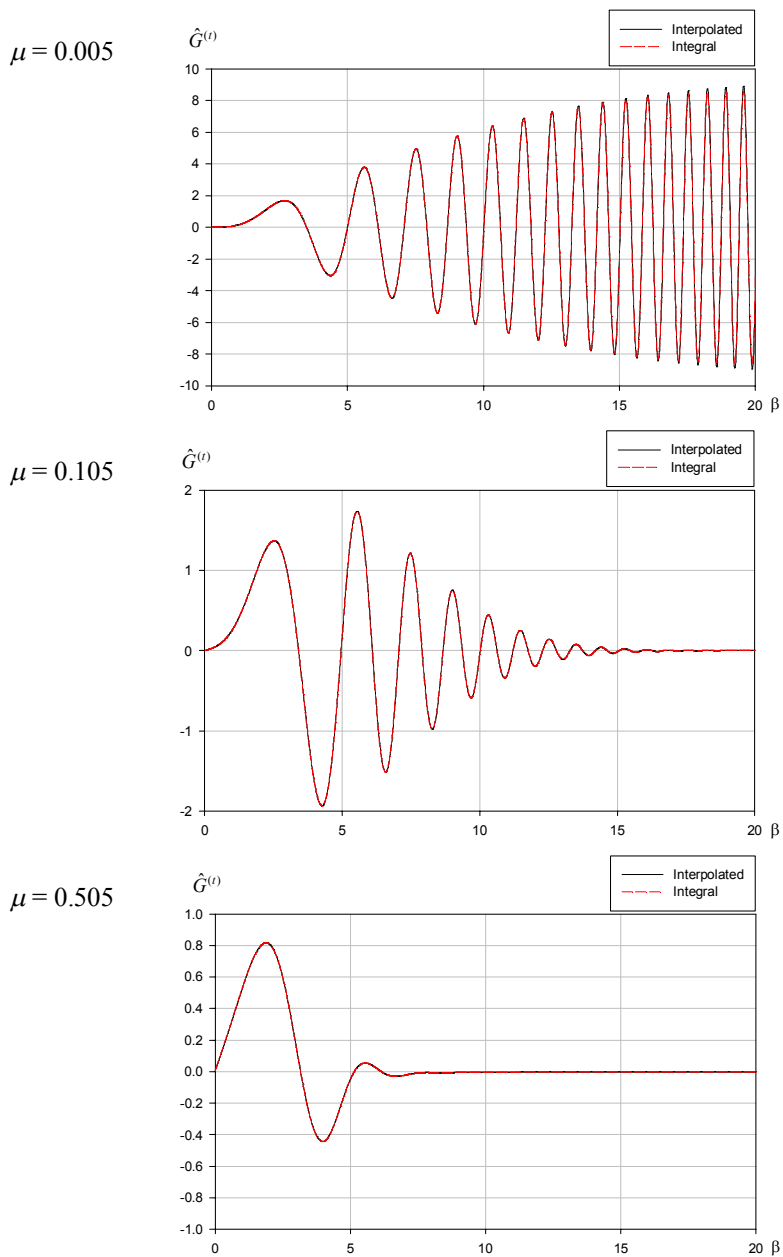 μ = 0.005
Ĝ(t)
Interpolated
Integral
10
8
6
4
2
0
-2
-4
-6
-8
-10
0 5 10 15 20 β
μ = 0.105
Ĝ(t)
Interpolated
Integral
2
1
0
-1
-2
0 5 10 15 20 β
μ = 0.505
Ĝ(t)
Interpolated
Integral
1.0
0.8
0.6
0.4
0.2
0.0
-0.2
-0.4
-0.6
-0.8
-1.0
0 5 10 15 20 β